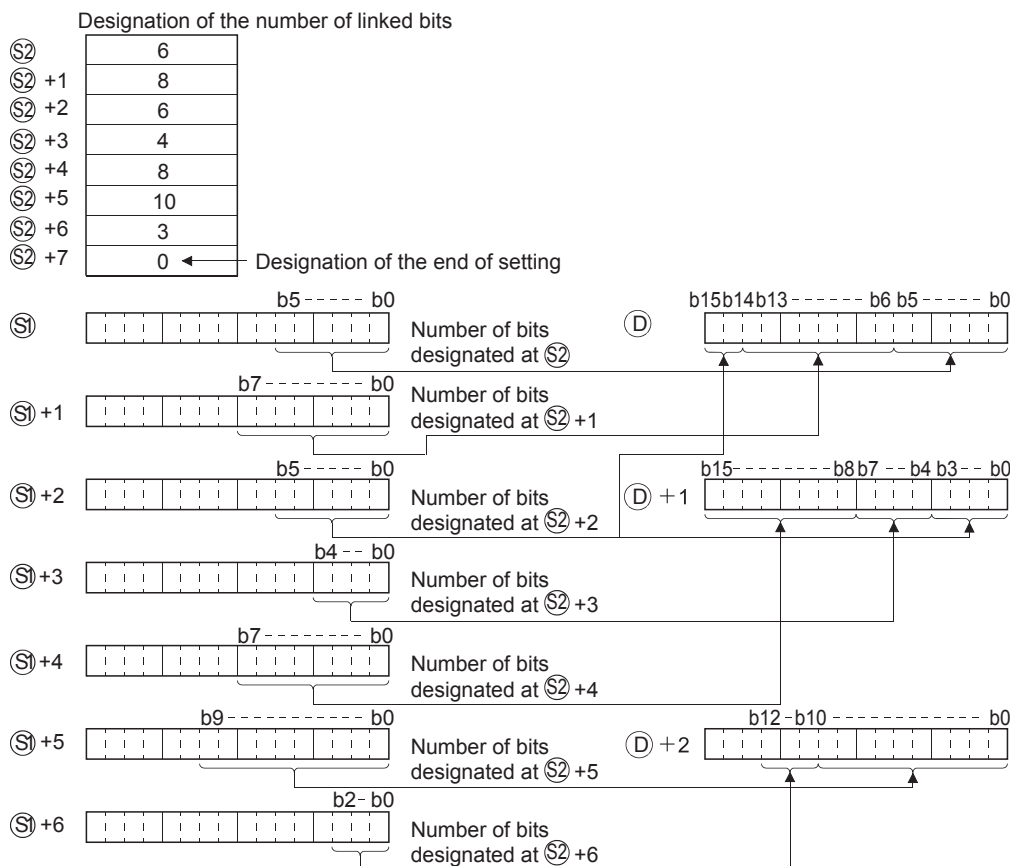 Designation of the number of linked bits
S2 6
S2 +1 8
S2 +2 6
S2 +3 4
S2 +4 8
S2 +5 10
S2 +6 3
S2 +7 0 Designation of the end of setting
b5 - - - - - b0 b15 b14 b13 - - - - - - - b6 b5 - - - - - b0
S1 Number of bits D
designated at S2
b7 - - - - - - - b0
S1 +1 Number of bits
designated at S2 +1
b5 - - - - - b0 b15 - - - - - - - b8 b7 - - b4 b3 - - b0
S1 +2 Number of bits D +1
designated at S2 +2
b4 - - b0
S1 +3 Number of bits
designated at S2 +3
b7 - - - - - - - b0
S1 +4 Number of bits
designated at S2 +4
b9 - - - - - - - - - b0 b12 - b10 - - - - - - - - - - b0
S1 +5 Number of bits D +2
designated at S2 +5
b2 - b0
S1 +6 Number of bits
designated at S2 +6